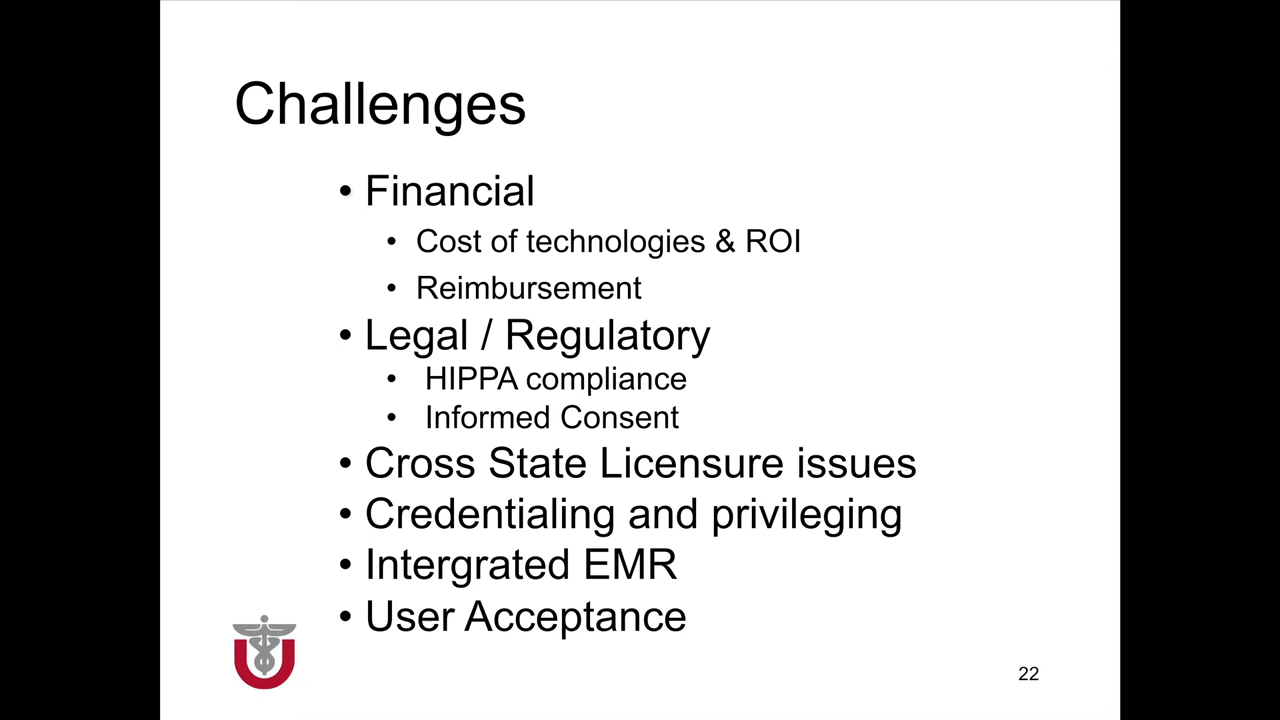 Challenges
• Financial
• Cost of technologies & ROI
• Reimbursement
• Legal / Regulatory
• HIPPA compliance
• Informed Consent
• Cross State Licensure issues
• Credentialing and privileging
• Intergrated EMR
• User Acceptance
22